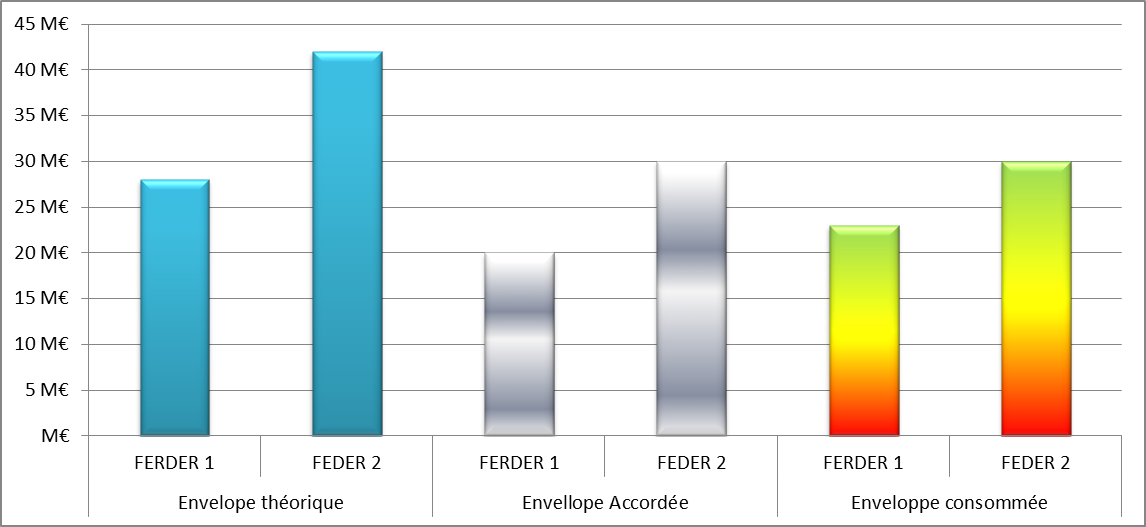 45 M€
40 M€
35 M€
30 M€
25 M€
20 M€
15 M€
10 M€
5 M€
M€
FERDER 1 FEDER 2 FERDER 1 FEDER 2 FERDER 1 FEDER 2
Envelope théorique Envellope Accordée Enveloppe consommée